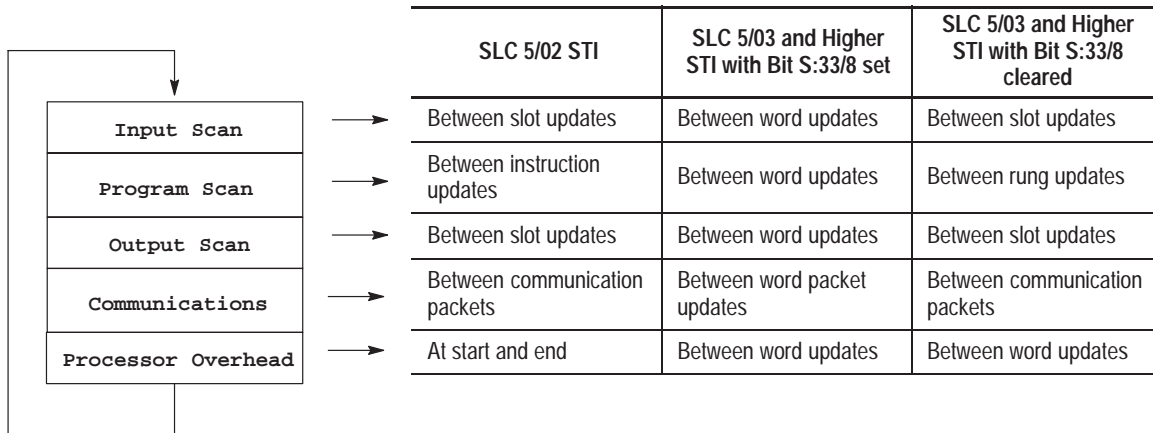 SLC 5/02 STI
SLC 5/03 and Higher
STI with Bit S:33/8 set
SLC 5/03 and Higher
STI with Bit S:33/8
cleared
Input Scan
Between slot updates
Between word updates
Between slot updates
Program Scan
Between instruction
updates
Between word updates
Between rung updates
Output Scan
Between slot updates
Between word updates
Between slot updates
Communications
Between communication
packets
Between word packet
updates
Between communication
packets
Processor Overhead
At start and end
Between word updates
Between word updates